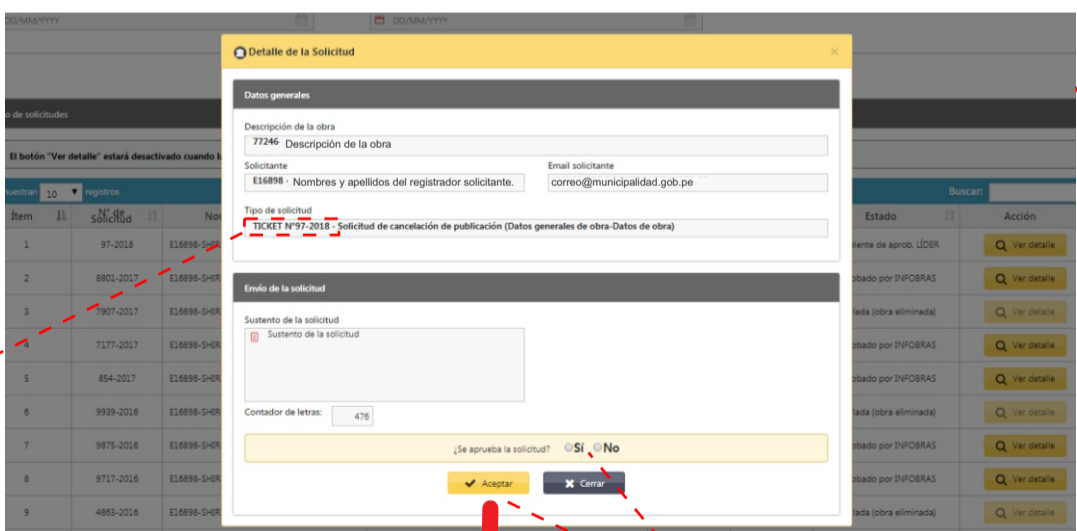 DD/MM/YYYY DD/MM/YYYY
Detalle de la Solicitud ×
Datos generales
Descripción de la obra
77246 Descripción de la obra
Solicitante Email solicitante
E16898 - Nombres y apellidos del registrador solicitante. correo@municipalidad.gob.pe
Tipo de solicitud
TICKET N°97-2018 - Solicitud de cancelación de publicación (Datos generales de obra-Datos de obra)
Envío de la solicitud
Sustento de la solicitud
Sustento de la solicitud
Contador de letras: 476
¿Se aprueba la solicitud? Sí No
Aceptar Cerrar
o de solicitudes
El botón "Ver detalle" estará desactivado cuando
uestran 10 registros Buscar:
Ítem N° de Solicitud Estado Acción
1 97-2018 E16898-SHIR iente de aprob. LÍDER Ver detalle
2 8801-2017 E16898-SHIR obado por INFOBRAS Ver detalle
3 7907-2017 E16898-SHIR lada (obra eliminada) Ver detalle
4 7177-2017 E16898-SHIR obado por INFOBRAS Ver detalle
5 854-2017 E16898-SHIR obado por INFOBRAS Ver detalle
6 9939-2016 E16898-SHIR lada (obra eliminada) Ver detalle
7 9875-2016 E16898-SHIR obado por INFOBRAS Ver detalle
8 9717-2016 E16898-SHIR obado por INFOBRAS Ver detalle
9 4863-2016 E16898-SHIR lada (obra eliminada) Ver detalle